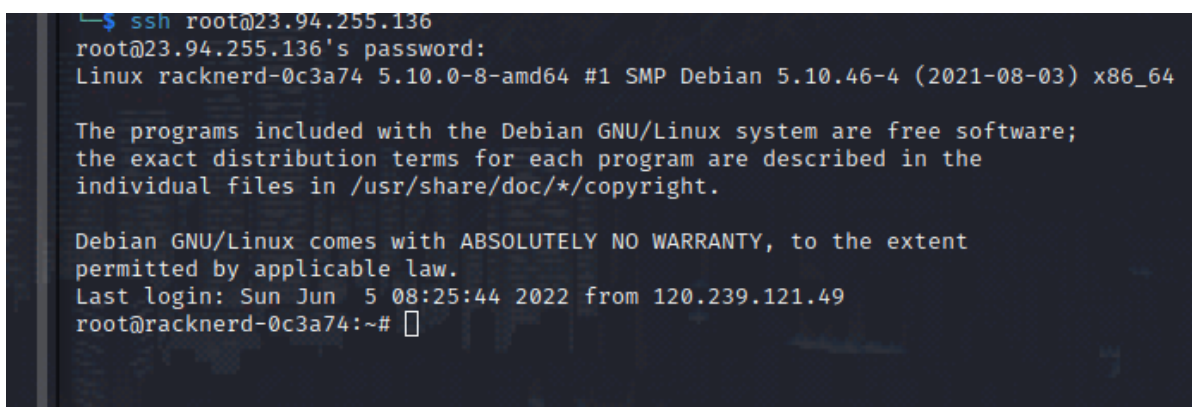 └─$ ssh root@23.94.255.136
root@23.94.255.136's password:
Linux racknerd-0c3a74 5.10.0-8-amd64 #1 SMP Debian 5.10.46-4 (2021-08-03) x86_64

The programs included with the Debian GNU/Linux system are free software;
the exact distribution terms for each program are described in the
individual files in /usr/share/doc/*/copyright.

Debian GNU/Linux comes with ABSOLUTELY NO WARRANTY, to the extent
permitted by applicable law.
Last login: Sun Jun  5 08:25:44 2022 from 120.239.121.49
root@racknerd-0c3a74:~#